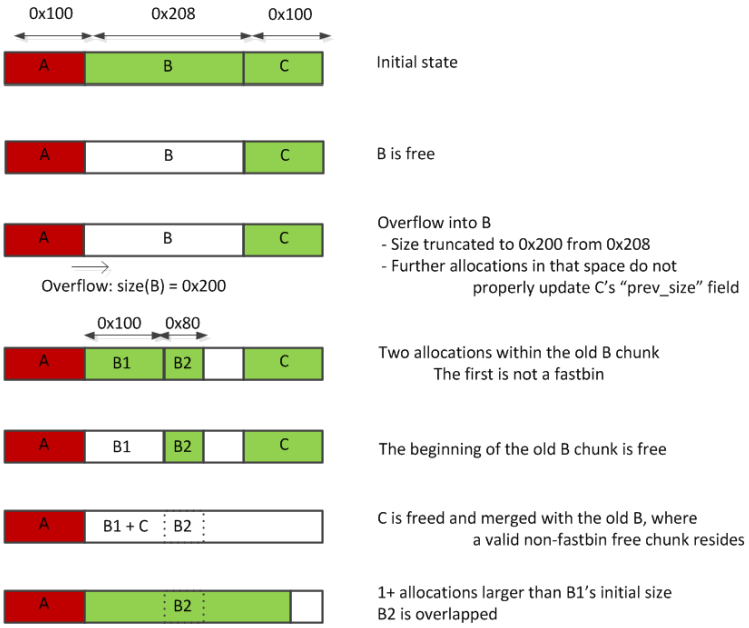 0x100 0x208 0x100
A B C Initial state
A B C B is free
Overflow into B
A B C - Size truncated to 0x200 from 0x208
- Further allocations in that space do not
Overflow: size(B) = 0x200 properly update C's “prev_size” field
0x100 0x80
A B1 B2 C Two allocations within the old B chunk
The first is not a fastbin
A B1 B2 C The beginning of the old B chunk is free
A B1 + C B2 C is freed and merged with the old B, where
a valid non-fastbin free chunk resides
A B2 1+ allocations larger than B1's initial size
B2 is overlapped